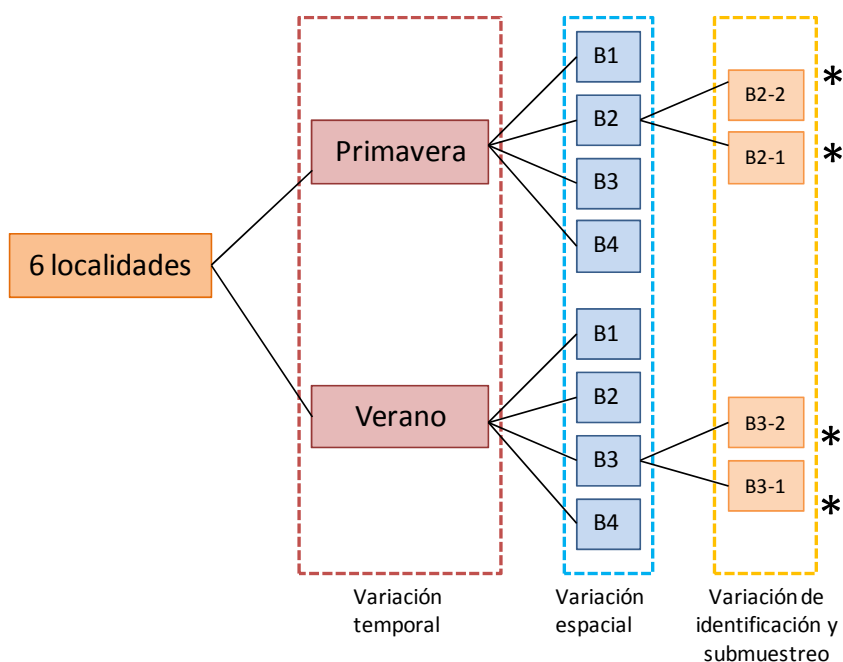 6 localidades
Primavera
Verano
B1
B2
B3
B4
B1
B2
B3
B4
B2-2
*
B2-1
*
B3-2
*
B3-1
*
Variación
temporal
Variación
espacial
Variación de
identificación y
submuestreo